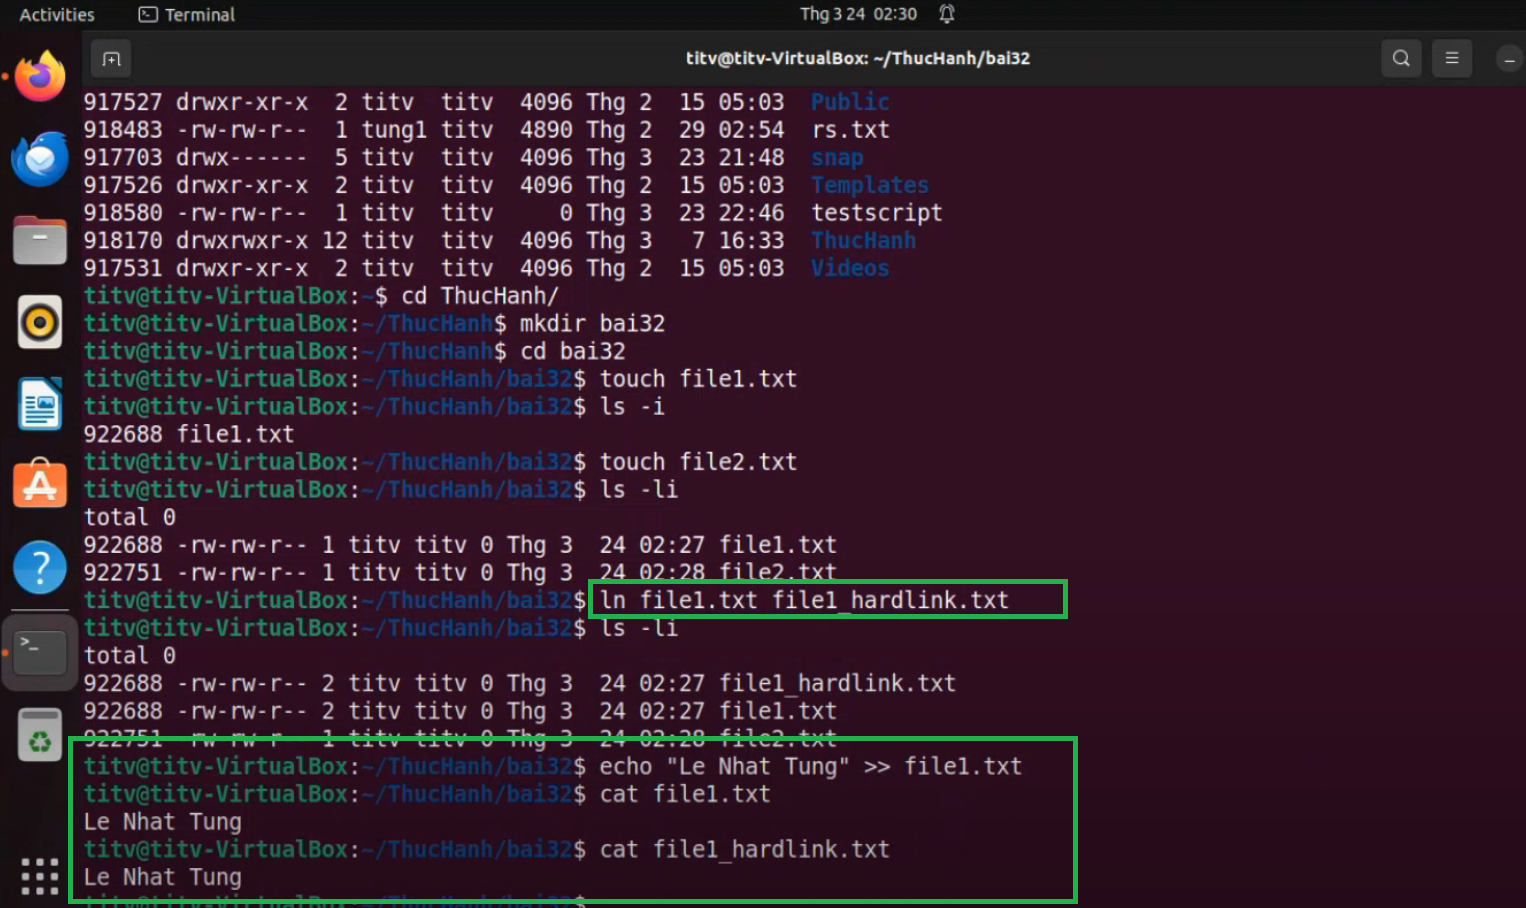 Activities Terminal Thg 3 24 02:30
titv@titv-VirtualBox: ~/ThucHanh/bai32
917527 drwxr-xr-x 2 titv titv 4096 Thg 2 15 05:03 Public
918483 -rw-rw-r-- 1 tung1 titv 4890 Thg 2 29 02:54 rs.txt
917703 drwx------ 5 titv titv 4096 Thg 3 23 21:48 snap
917526 drwxr-xr-x 2 titv titv 4096 Thg 2 15 05:03 Templates
918580 -rw-rw-r-- 1 titv titv 0 Thg 3 23 22:46 testscript
918170 drwxrwxr-x 12 titv titv 4096 Thg 3 7 16:33 ThucHanh
917531 drwxr-xr-x 2 titv titv 4096 Thg 2 15 05:03 Videos
titv@titv-VirtualBox:~$ cd ThucHanh/
titv@titv-VirtualBox:~/ThucHanh$ mkdir bai32
titv@titv-VirtualBox:~/ThucHanh$ cd bai32
titv@titv-VirtualBox:~/ThucHanh/bai32$ touch file1.txt
titv@titv-VirtualBox:~/ThucHanh/bai32$ ls -i
922688 file1.txt
titv@titv-VirtualBox:~/ThucHanh/bai32$ touch file2.txt
titv@titv-VirtualBox:~/ThucHanh/bai32$ ls -li
total 0
922688 -rw-rw-r-- 1 titv titv 0 Thg 3 24 02:27 file1.txt
922751 -rw-rw-r-- 1 titv titv 0 Thg 3 24 02:28 file2.txt
titv@titv-VirtualBox:~/ThucHanh/bai32$ ln file1.txt file1_hardlink.txt
titv@titv-VirtualBox:~/ThucHanh/bai32$ ls -li
total 0
922688 -rw-rw-r-- 2 titv titv 0 Thg 3 24 02:27 file1_hardlink.txt
922688 -rw-rw-r-- 2 titv titv 0 Thg 3 24 02:27 file1.txt
922751 -rw-rw-r-- 1 titv titv 0 Thg 3 24 02:28 file2.txt
titv@titv-VirtualBox:~/ThucHanh/bai32$ echo "Le Nhat Tung" >> file1.txt
titv@titv-VirtualBox:~/ThucHanh/bai32$ cat file1.txt
Le Nhat Tung
titv@titv-VirtualBox:~/ThucHanh/bai32$ cat file1_hardlink.txt
Le Nhat Tung
titv@titv-VirtualBox:~/ThucHanh/bai32$